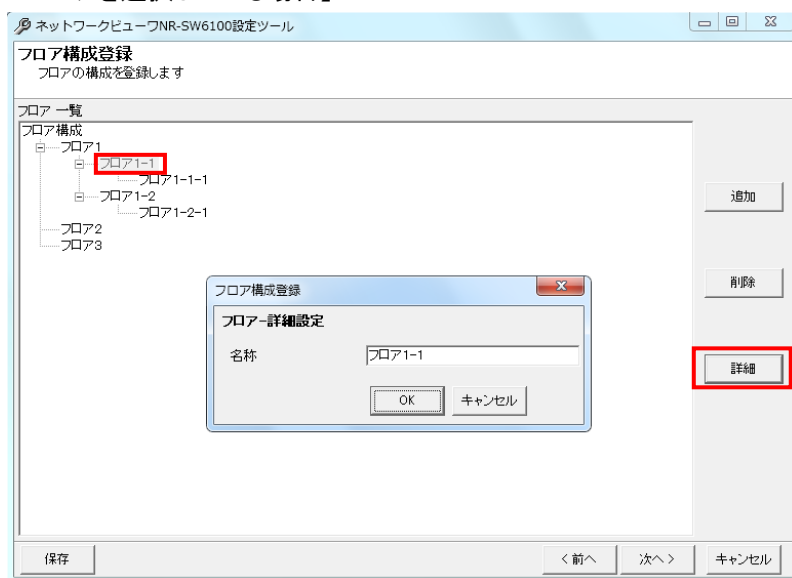 ネットワークビューワNR-SW6100設定ツール
フロア構成登録
フロアの構成を登録します
フロア 一覧
フロア構成
フロア1
フロア1-1
フロア1-1-1
フロア1-2
フロア1-2-1
フロア2
フロア3
追加
削除
詳細
フロア構成登録
フロアー詳細設定
名称
フロア1-1
OK
キャンセル
保存
<前へ
次へ>
キャンセル